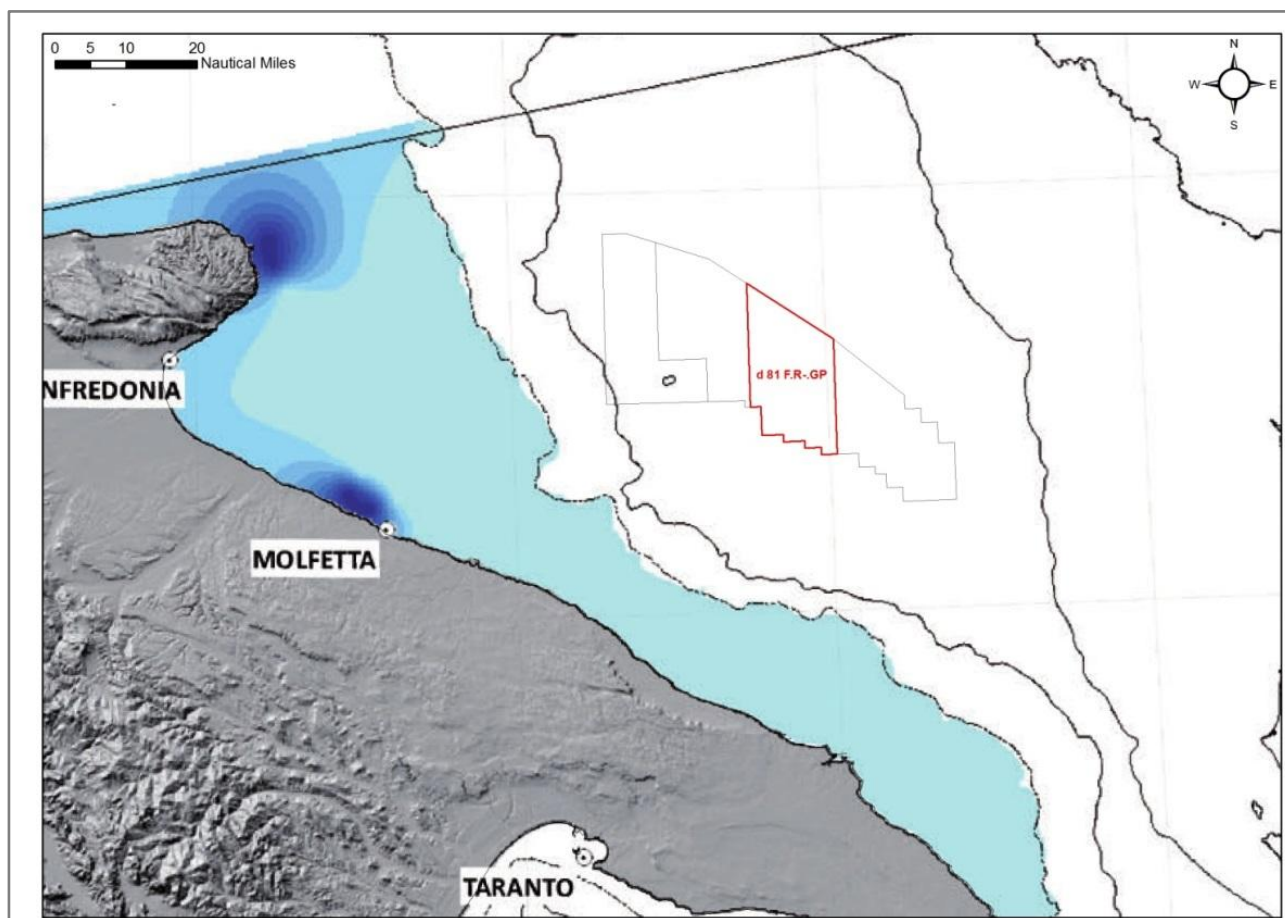 0 5 10 20
Nautical Miles
N
W E
S
d 81 F.R-.GP
NFREDONIA
MOLFETTA
TARANTO